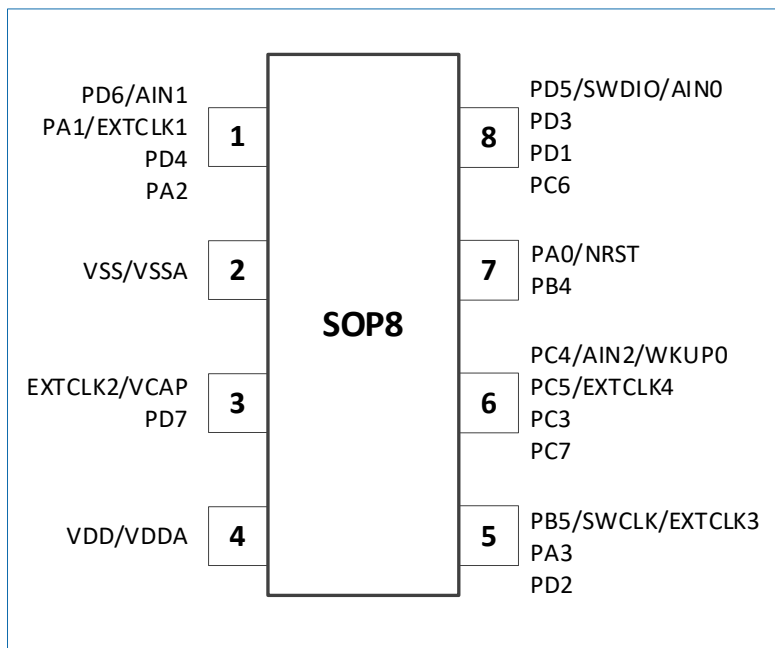 PD6/AIN1
PA1/EXTCLK1
PD4
PA2
1
VSS/VSSA
2
EXTCLK2/VCAP
PD7
3
VDD/VDDA
4
SOP8
PD5/SWDIO/AIN0
PD3
PD1
PC6
8
PA0/NRST
PB4
7
PC4/AIN2/WKUP0
PC5/EXTCLK4
PC3
PC7
6
PB5/SWCLK/EXTCLK3
PA3
PD2
5